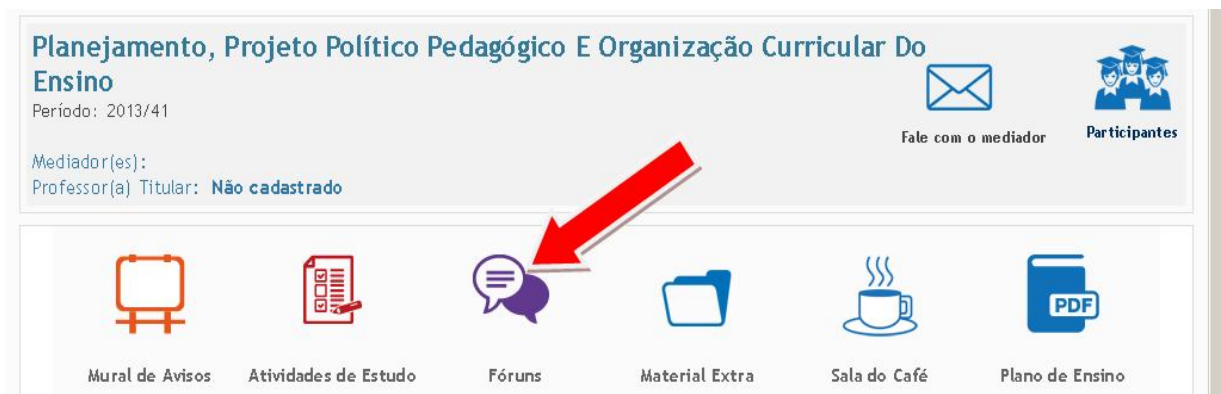 Planejamento, Projeto Político Pedagógico E Organização Curricular Do
Ensino
Período: 2013/41
Fale com o mediador
Participantes
Mediador(es):
Professor(a) Titular: Não cadastrado
PDF
Mural de Avisos
Atividades de Estudo
Fóruns
Material Extra
Sala do Café
Plano de Ensino